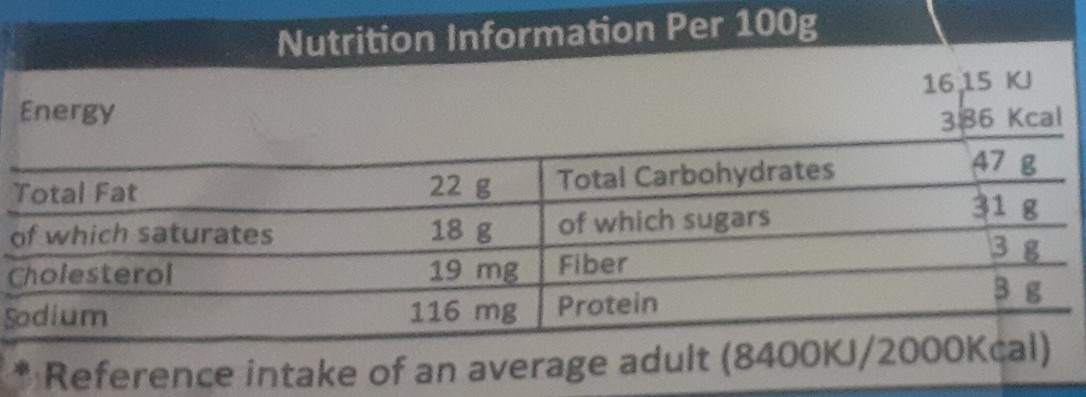 Nutrition Information Per 100g
Energy 1615 KJ
386 Kcal
Total Fat 22 g Total Carbohydrates 47 g
of which saturates 18 g of which sugars 31 g
Cholesterol 19 mg Fiber 3 g
Sodium 116 mg Protein 3 g
* Reference intake of an average adult (8400KJ/2000Kcal)